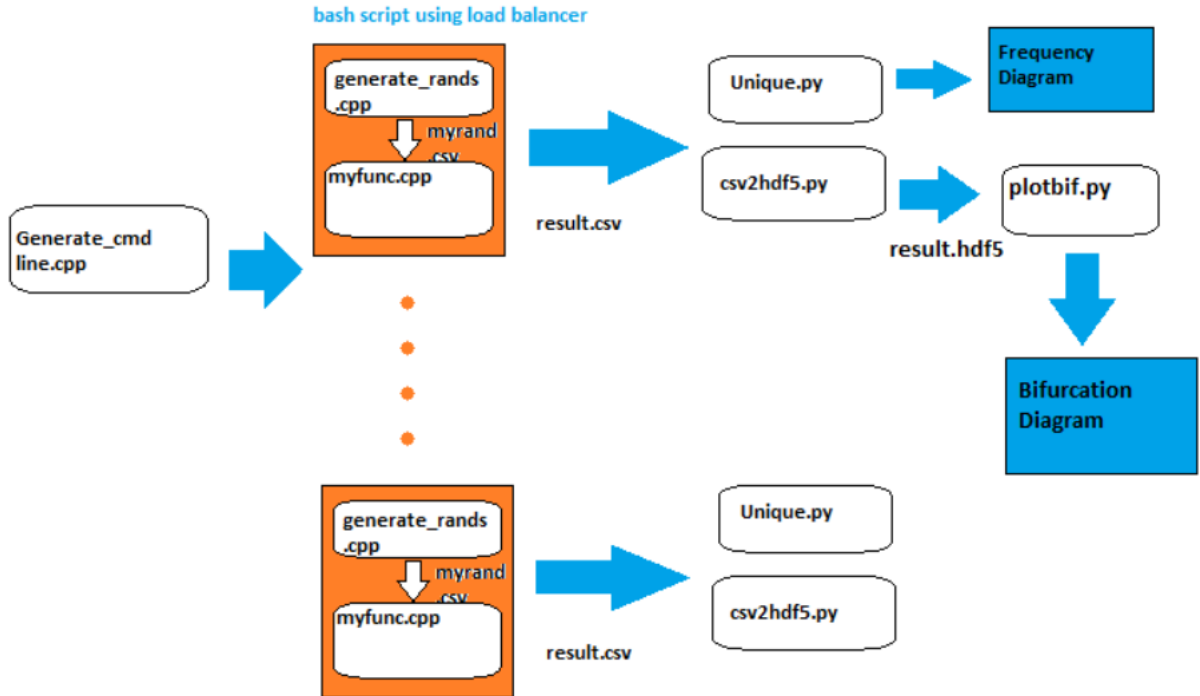 bash script using load balancer
generate_rands
.cpp
myrand
.csv
myfunc.cpp
Generate_cmd
line.cpp
result.csv
Unique.py
csv2hdf5.py
Frequency
Diagram
plotbif.py
result.hdf5
Bifurcation
Diagram
generate_rands
.cpp
myrand
.csv
myfunc.cpp
result.csv
Unique.py
csv2hdf5.py